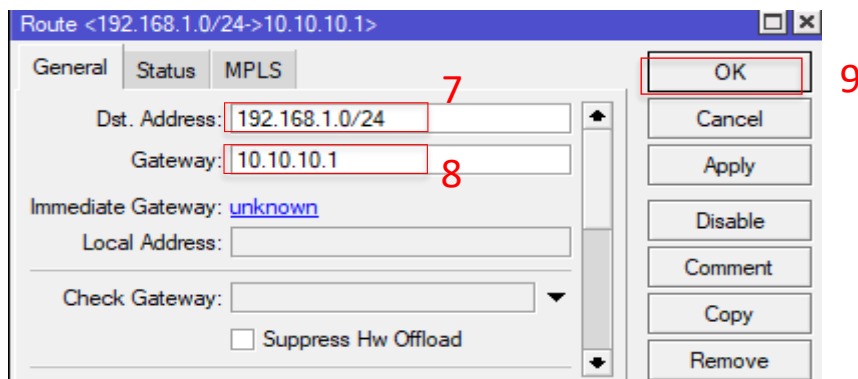 Route <192.168.1.0/24->10.10.10.1>
General Status MPLS
7
Dst. Address: 192.168.1.0/24
Gateway: 10.10.10.1
8
Immediate Gateway: unknown
Local Address:
Check Gateway:
Suppress Hw Offload
OK
9
Cancel
Apply
Disable
Comment
Copy
Remove